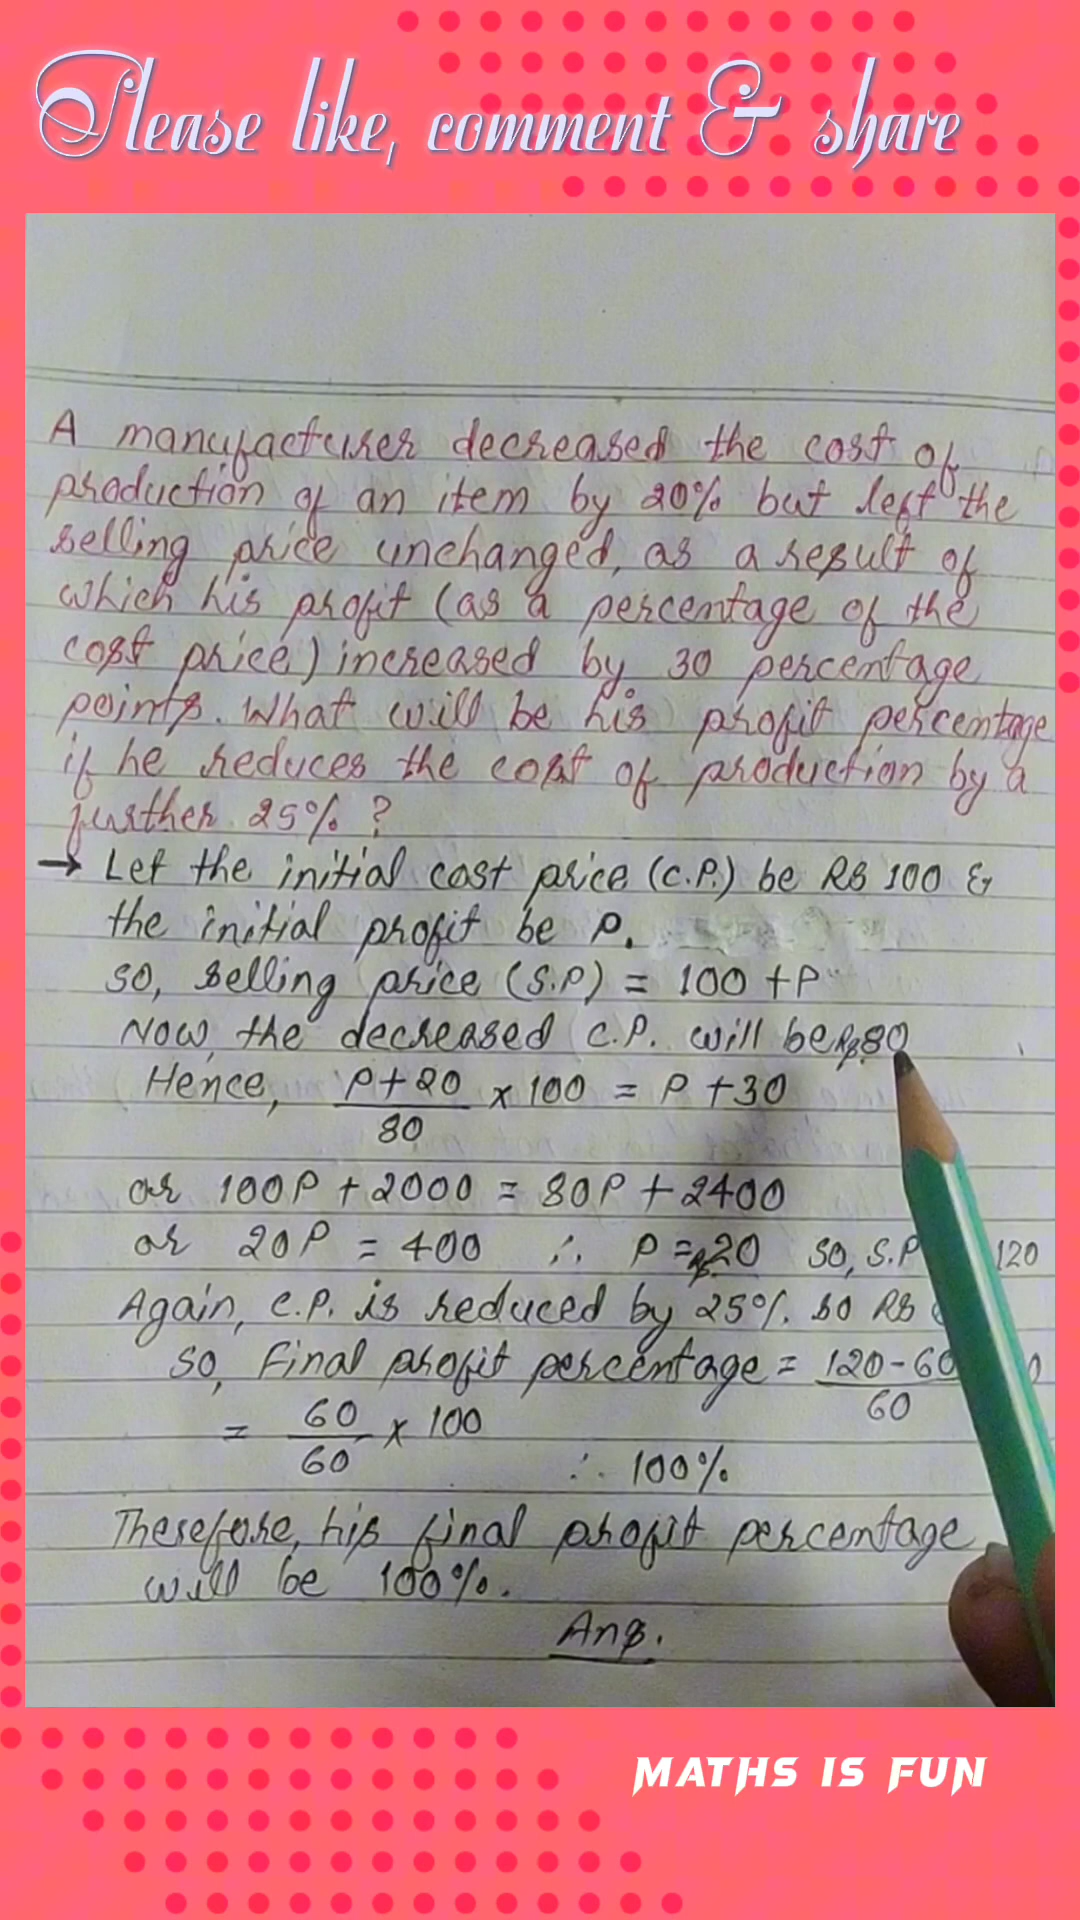 Please like, comment & share
A manufacturer decreased the cost of
production of an item by 20% but left the
selling price unchanged, as a result of
which his profit (as a percentage of the
cost price) increased by 30 percentage
points. What will be his profit percentage
if he reduces the cost of production by a
further 25% ?
→ Let the initial cost price (C.P.) be RS 100 &
the initial profit be P.
so, selling price (S.P) = 100 + P
Now, the decreased C.P. will be Rs 80
Hence, P+20/80 x 100 = P + 30
or 100P + 2000 = 80P + 2400
or 20P = 400 ∴ P = Rs 20 so, S.P 120
Again, C.P. is reduced by 25%. so RS
so, Final profit percentage = 120-60/60
= 60/60 x 100
∴ 100%
Therefore, his final profit percentage
will be 100%.
Ans.
MATHS IS FUN